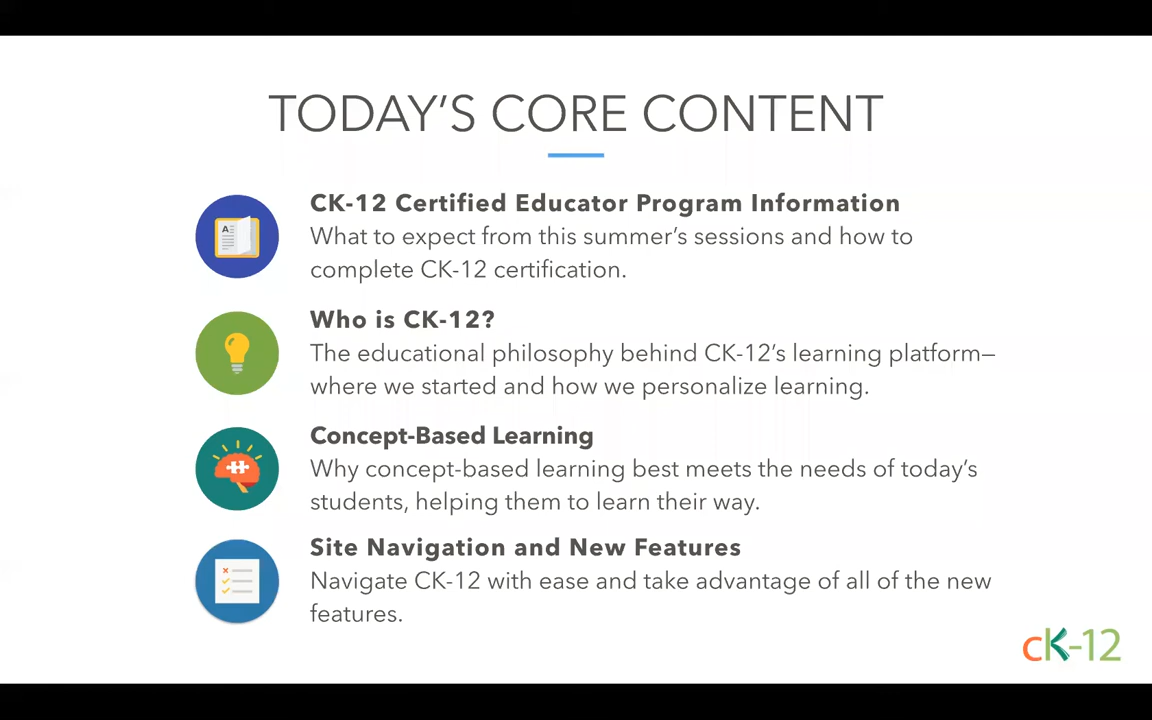 TODAY'S CORE CONTENT
CK-12 Certified Educator Program Information
What to expect from this summer's sessions and how to
complete CK-12 certification.
Who is CK-12?
The educational philosophy behind CK-12's learning platform—
where we started and how we personalize learning.
Concept-Based Learning
Why concept-based learning best meets the needs of today's
students, helping them to learn their way.
Site Navigation and New Features
Navigate CK-12 with ease and take advantage of all of the new
features.
cK-12